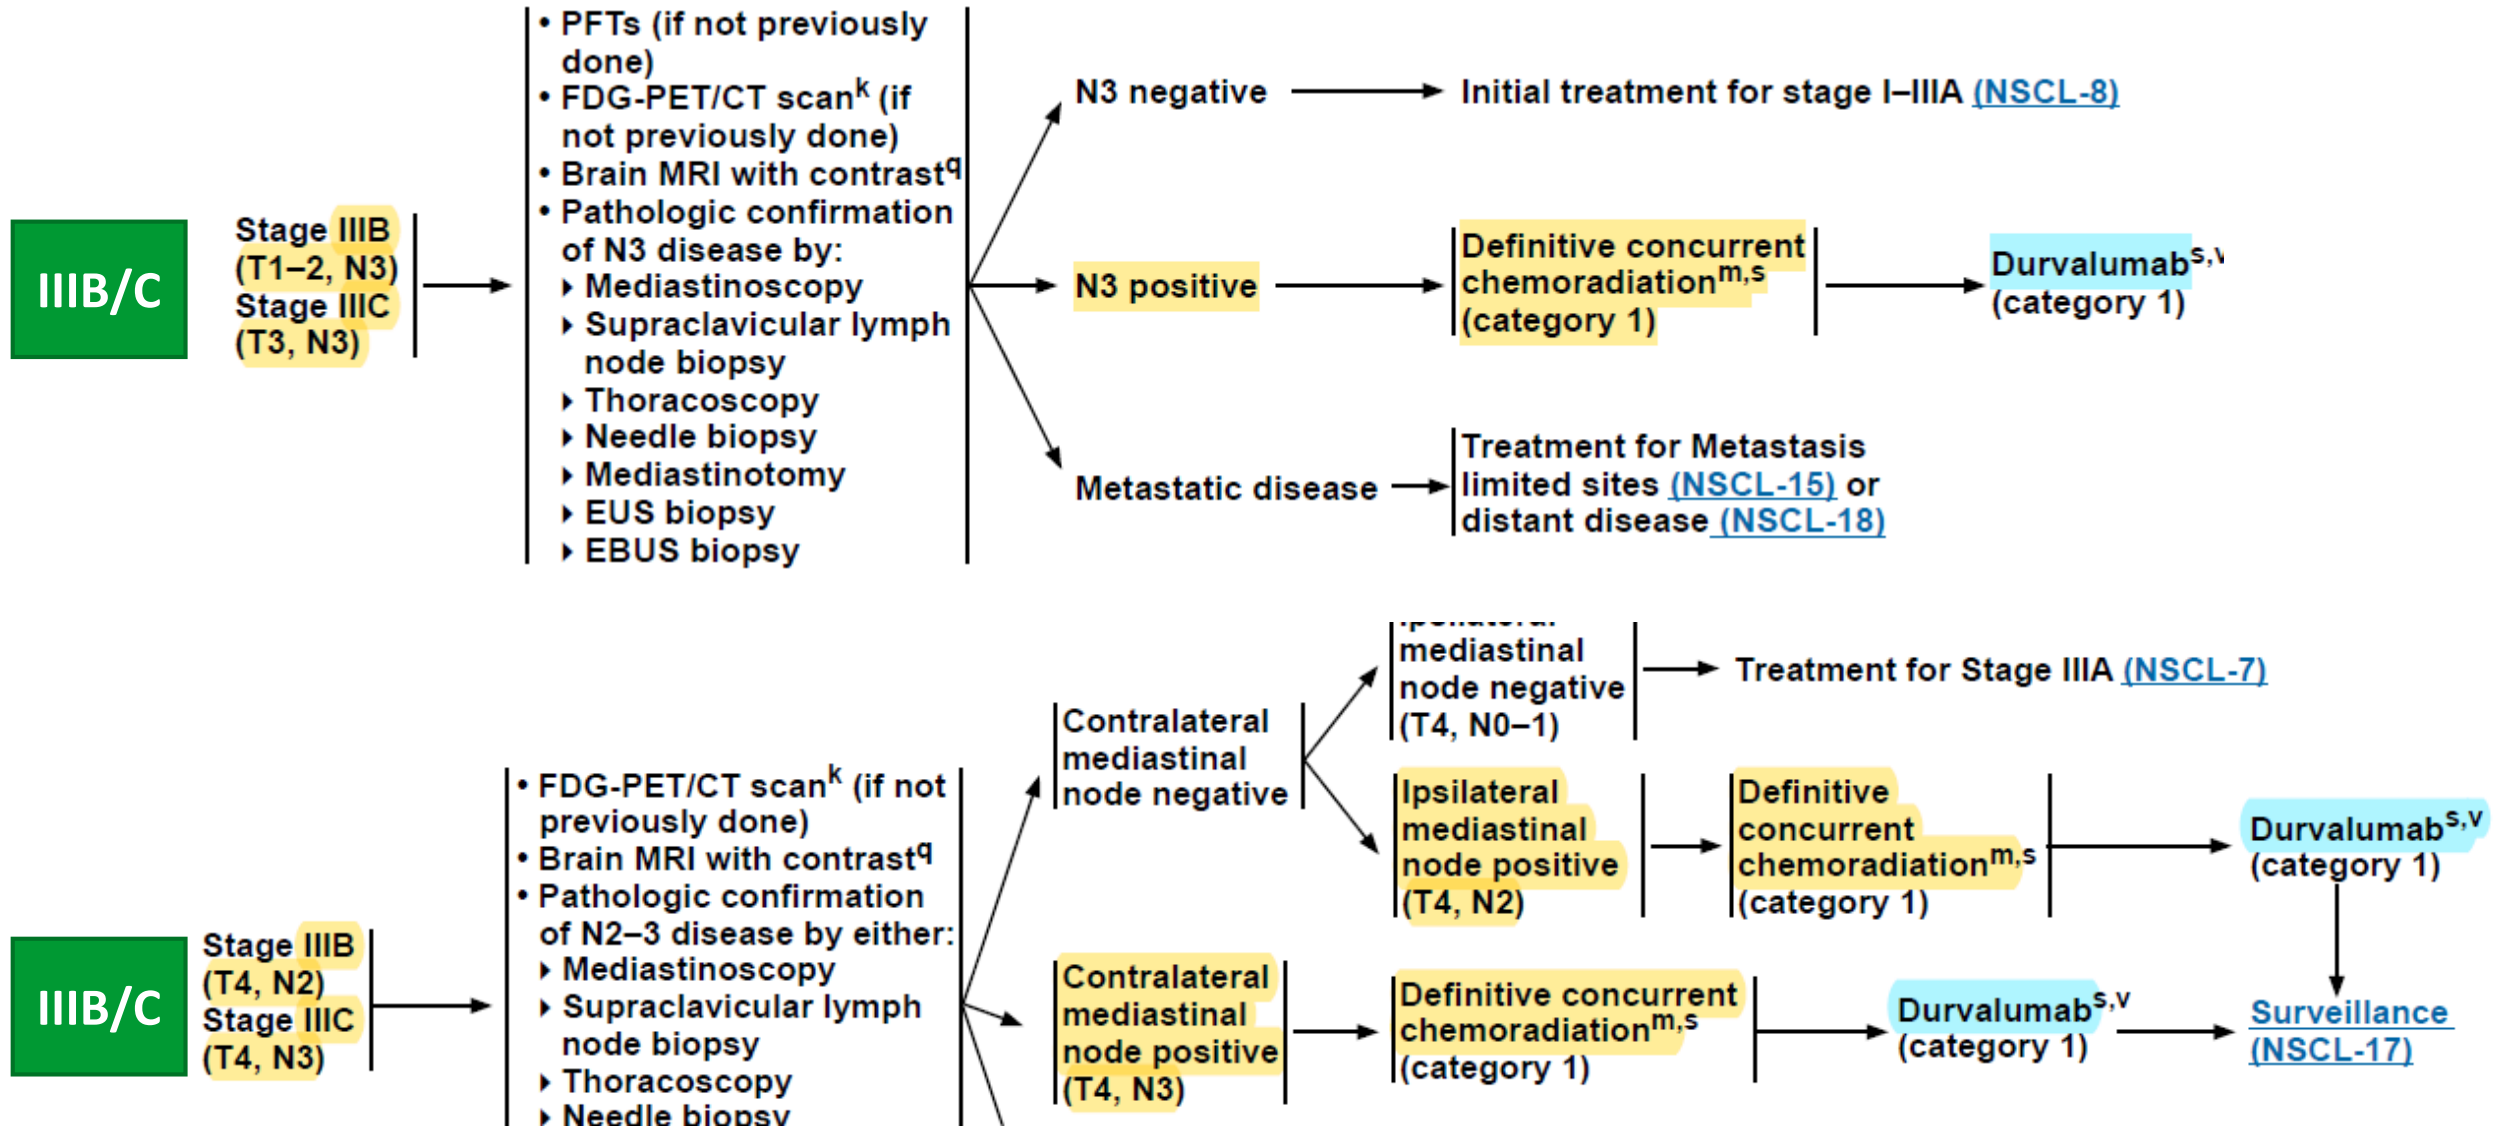 IIIB/C
Stage IIIB
(T1–2, N3)
Stage IIIC
(T3, N3)
• PFTs (if not previously
done)
• FDG-PET/CT scank (if
not previously done)
• Brain MRI with contrastq
• Pathologic confirmation
of N3 disease by:
‣ Mediastinoscopy
‣ Supraclavicular lymph
node biopsy
‣ Thoracoscopy
‣ Needle biopsy
‣ Mediastinotomy
‣ EUS biopsy
‣ EBUS biopsy
N3 negative
Initial treatment for stage I–IIIA (NSCL-8)
N3 positive
Definitive concurrent
chemoradiationm,s
(category 1)
Durvalumabs,v
(category 1)
Metastatic disease
Treatment for Metastasis
limited sites (NSCL-15) or
distant disease (NSCL-18)
IIIB/C
Stage IIIB
(T4, N2)
Stage IIIC
(T4, N3)
• FDG-PET/CT scank (if not
previously done)
• Brain MRI with contrastq
• Pathologic confirmation
of N2–3 disease by either:
‣ Mediastinoscopy
‣ Supraclavicular lymph
node biopsy
‣ Thoracoscopy
‣ Needle biopsy
Contralateral
mediastinal
node negative
Ipsilateral
mediastinal
node negative
(T4, N0–1)
Treatment for Stage IIIA (NSCL-7)
Ipsilateral
mediastinal
node positive
(T4, N2)
Definitive
concurrent
chemoradiationm,s
(category 1)
Durvalumabs,v
(category 1)
Contralateral
mediastinal
node positive
(T4, N3)
Definitive concurrent
chemoradiationm,s
(category 1)
Durvalumabs,v
(category 1)
Surveillance
(NSCL-17)